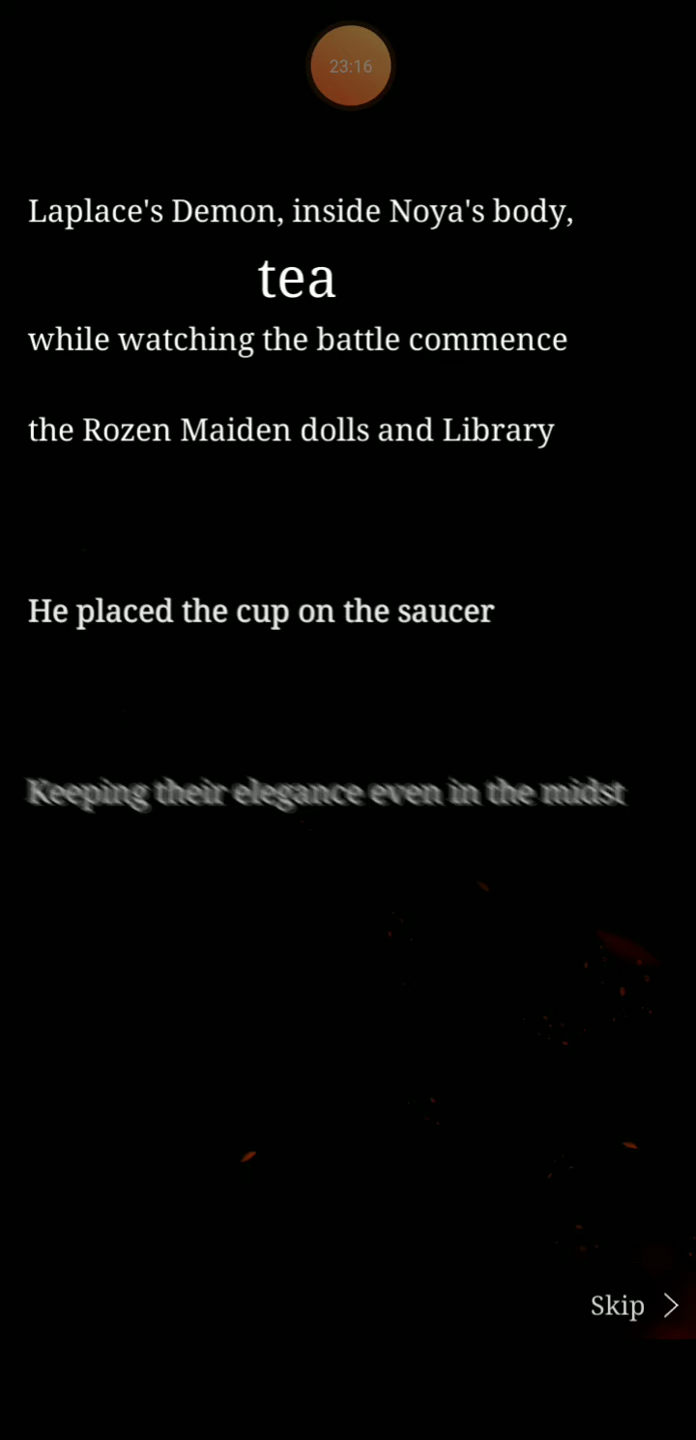 23:16
Laplace's Demon, inside Noya's body,
tea
while watching the battle commence
the Rozen Maiden dolls and Library
He placed the cup on the saucer
Keeping their elegance even in the midst
Skip